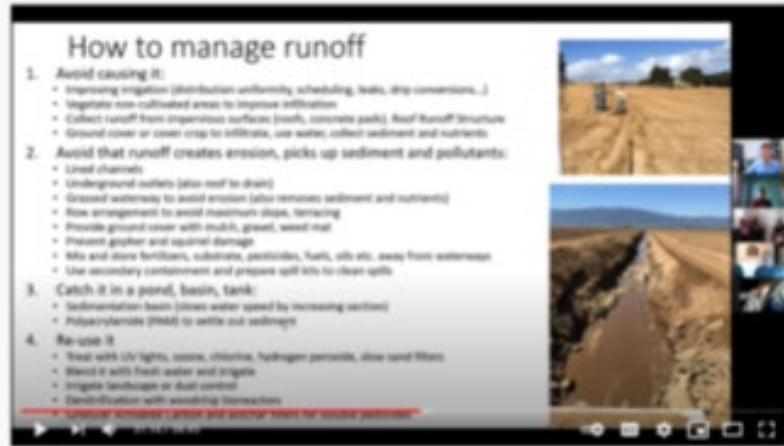 How to manage runoff
1. Avoid causing it:
• Improving irrigation (distribution uniformity, scheduling, leaks, drip conversions...)
• Vegetate non-cultivated areas to improve infiltration
• Collect runoff from impervious surfaces (roofs, concrete pads). Roof Runoff Structure
• Ground cover or cover crop to infiltrate, use water, collect sediment and nutrients
2. Avoid that runoff creates erosion, picks up sediment and pollutants:
• Lined channels
• Underground outlets (also roof to drain)
• Grassed waterway to avoid erosion (also removes sediment and nutrients)
• Row arrangement to avoid maximum slope, terracing
• Provide ground cover with mulch, gravel, weed mat
• Prevent gopher and squirrel damage
• Mix and store fertilizers, substrate, pesticides, fuels, oils etc. away from waterways
• Use secondary containment and prepare spill kits to clean spills
3. Catch it in a pond, basin, tank:
• Sedimentation basin (slows water speed by increasing section)
• Polyacrylamide (PAM) to settle out sediment
4. Re-use it
• Treat with UV lights, ozone, chlorine, hydrogen peroxide, slow sand filters
• Blend it with fresh water and irrigate
• Irrigate landscape or dust control
• Denitrification with woodchip bioreactors